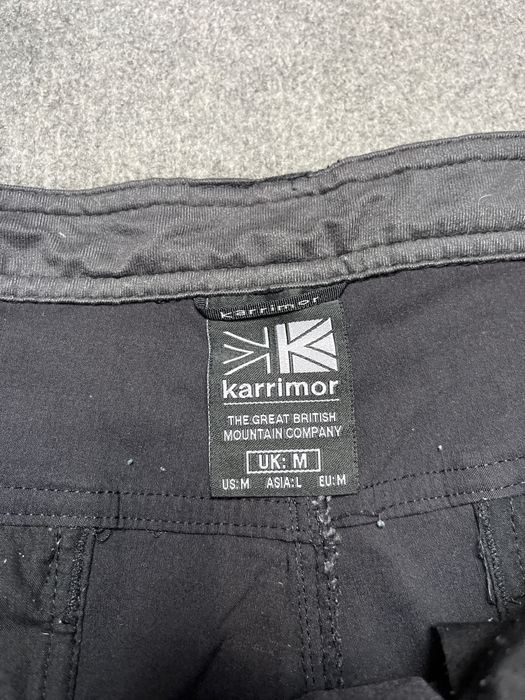 karrimor
karrimor
THE GREAT BRITISH
MOUNTAIN COMPANY
UK: M
US: M ASIA: L EU: M